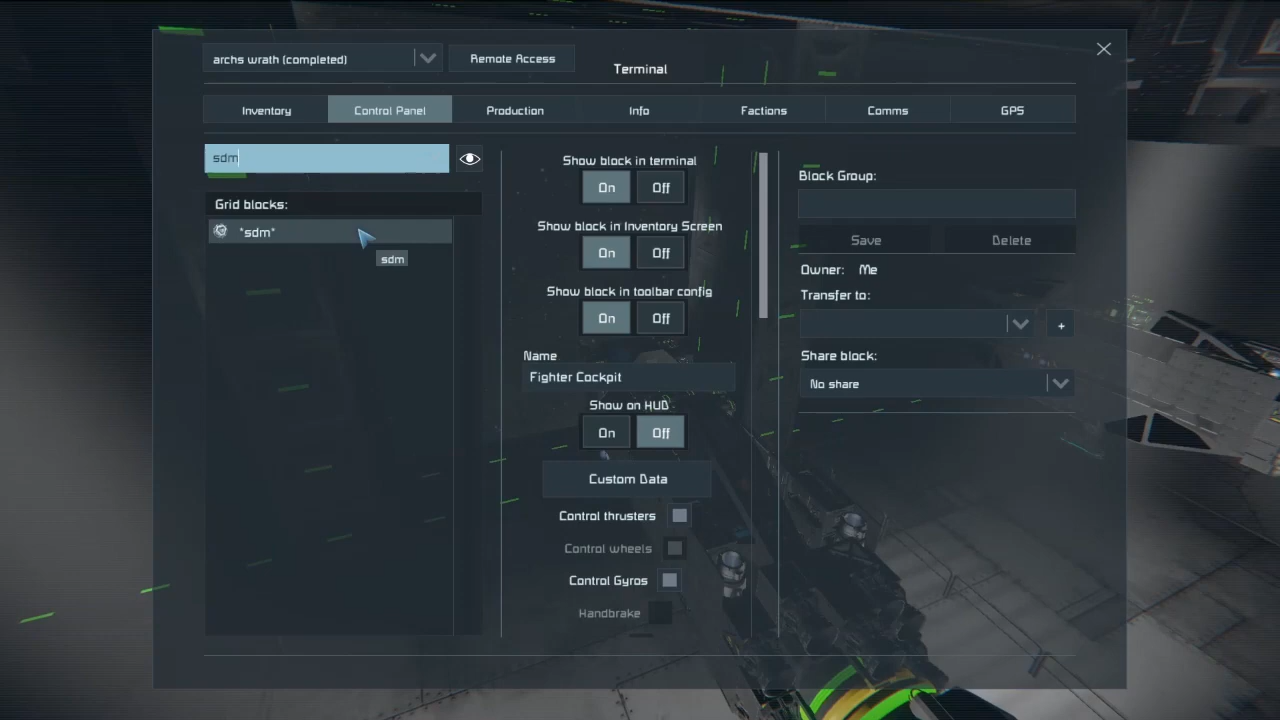 archs wrath (completed)
Remote Access
Terminal
Inventory
Control Panel
Production
Info
Factions
Comms
GPS
sdm
Grid blocks:
*sdm*
sdm
Show block in terminal
On Off
Show block in Inventory Screen
On Off
Show block in toolbar config
On Off
Name
Fighter Cockpit
Show on HUD
On Off
Custom Data
Control thrusters
Control wheels
Control Gyros
Handbrake
Block Group:
Save Delete
Owner: Me
Transfer to:
+
Share block:
No share